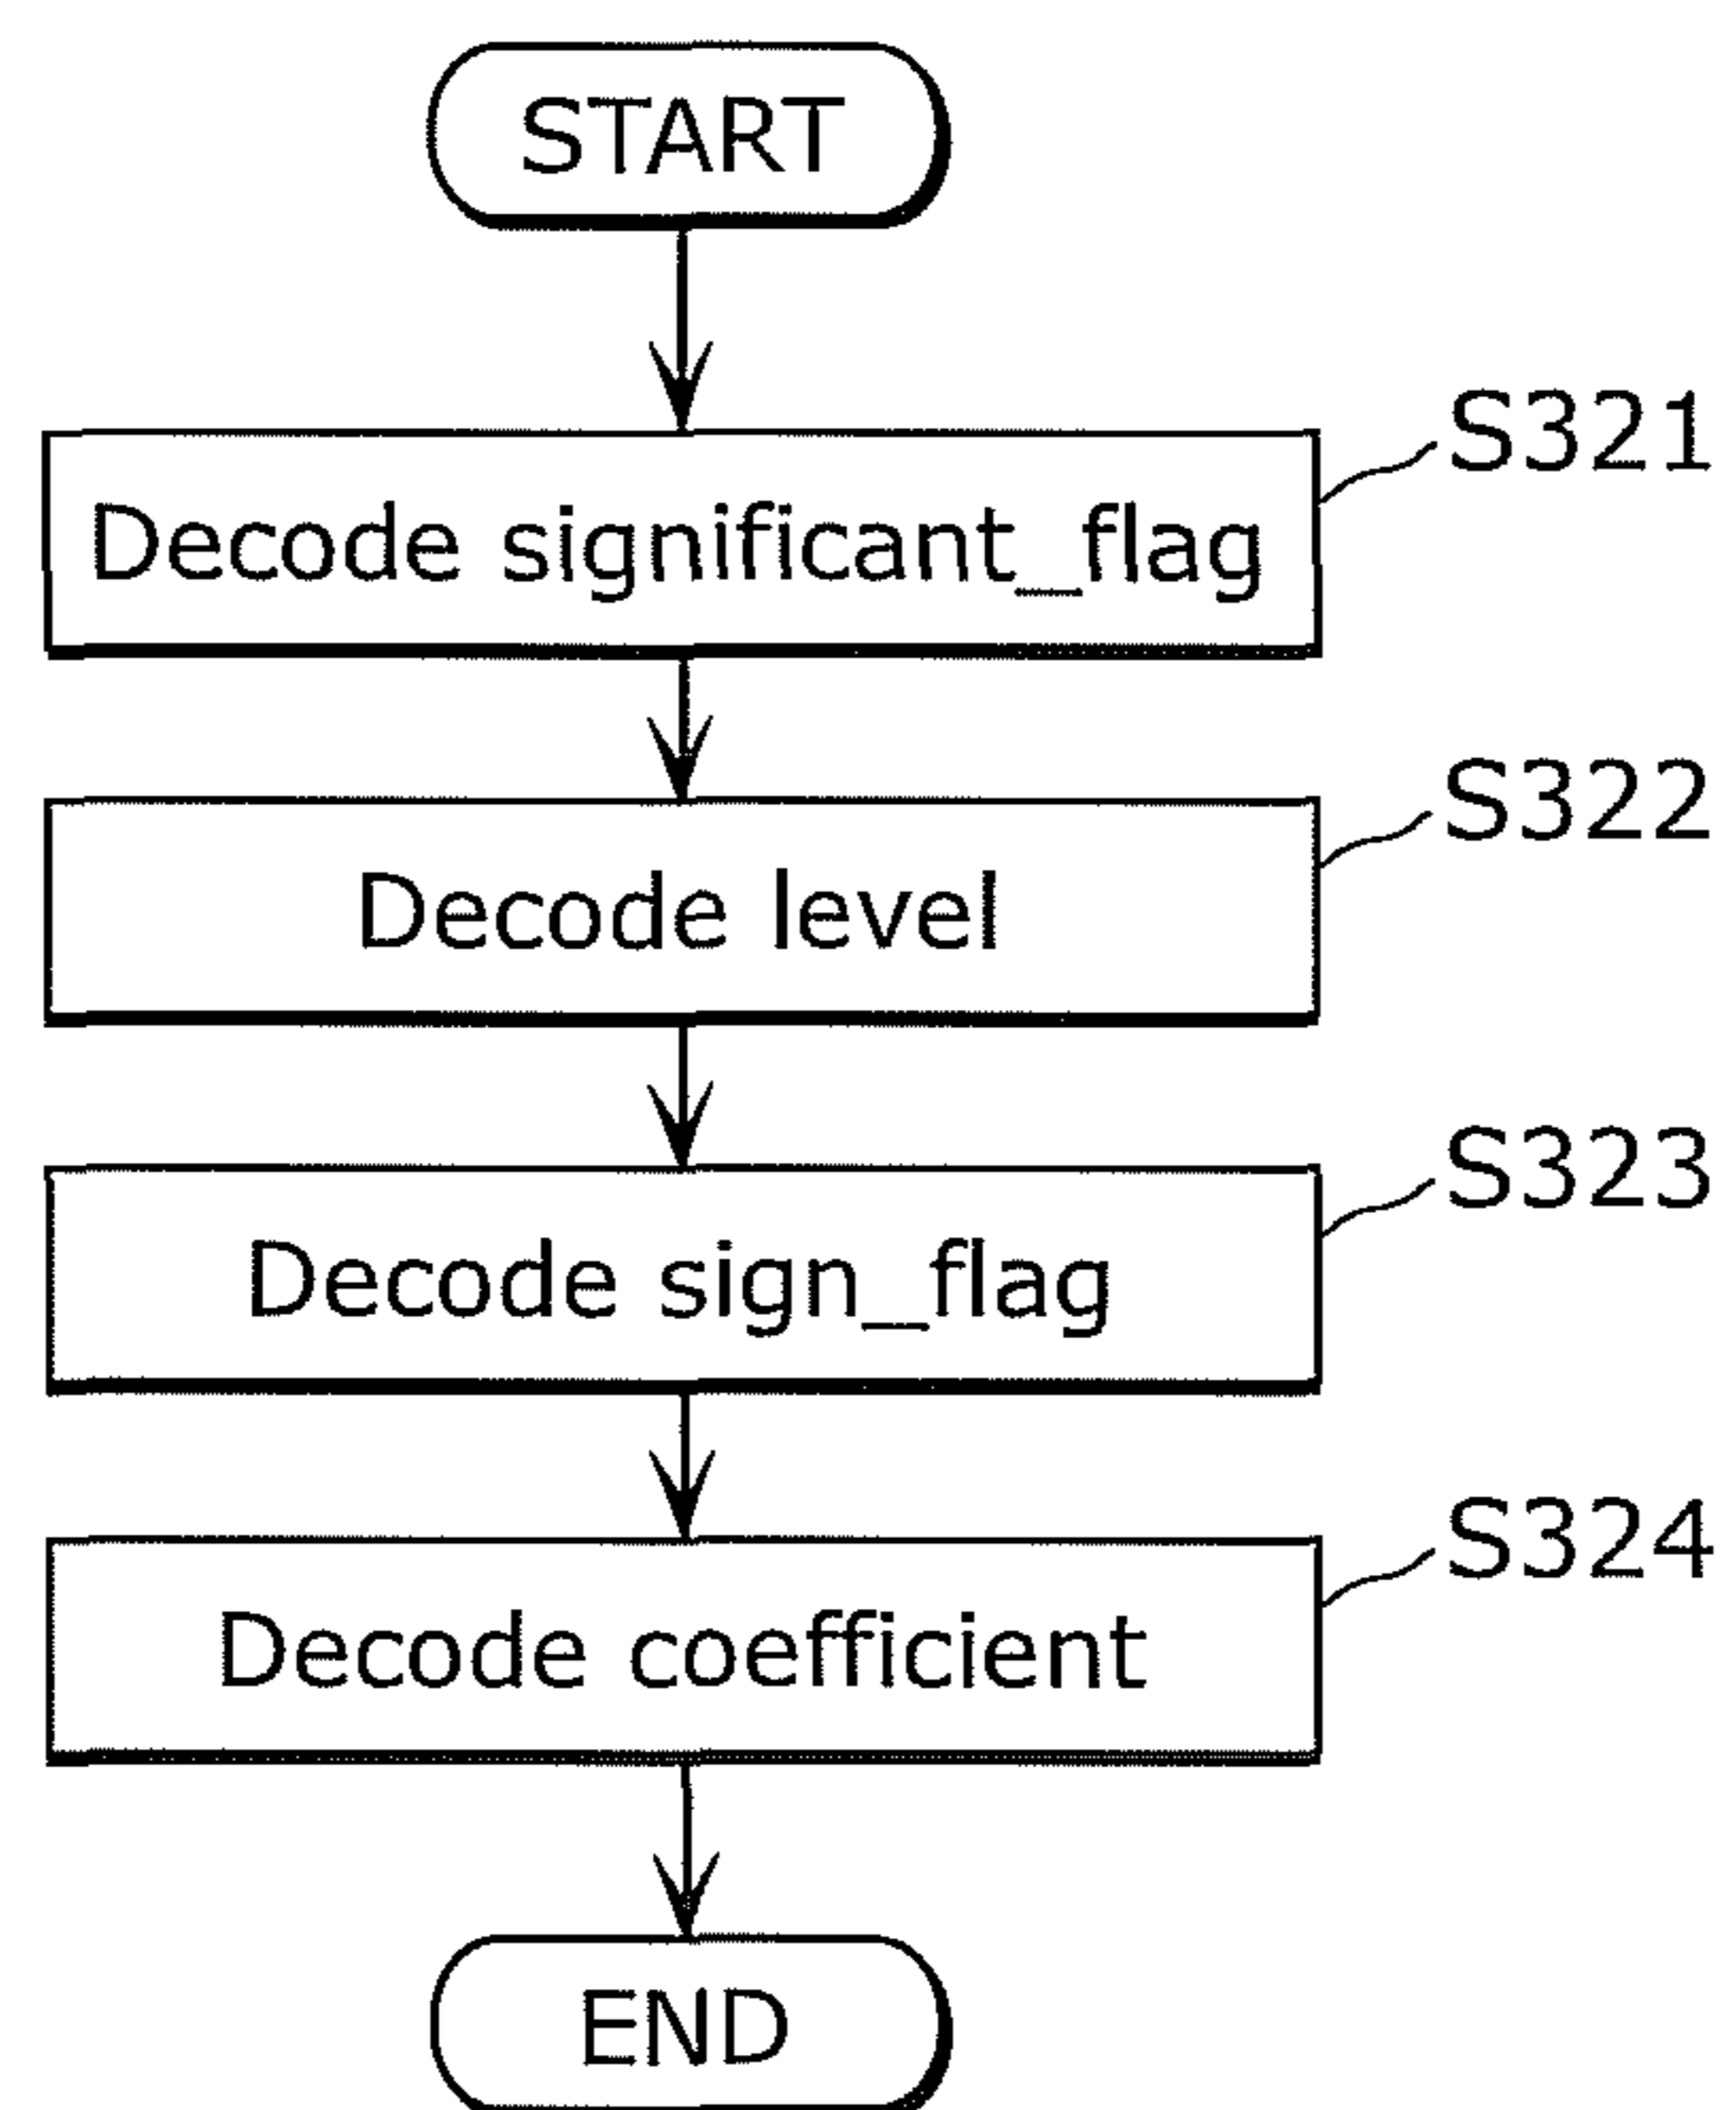 START
S321
Decode significant_flag
S322
Decode level
S323
Decode sign_flag
S324
Decode coefficient
END